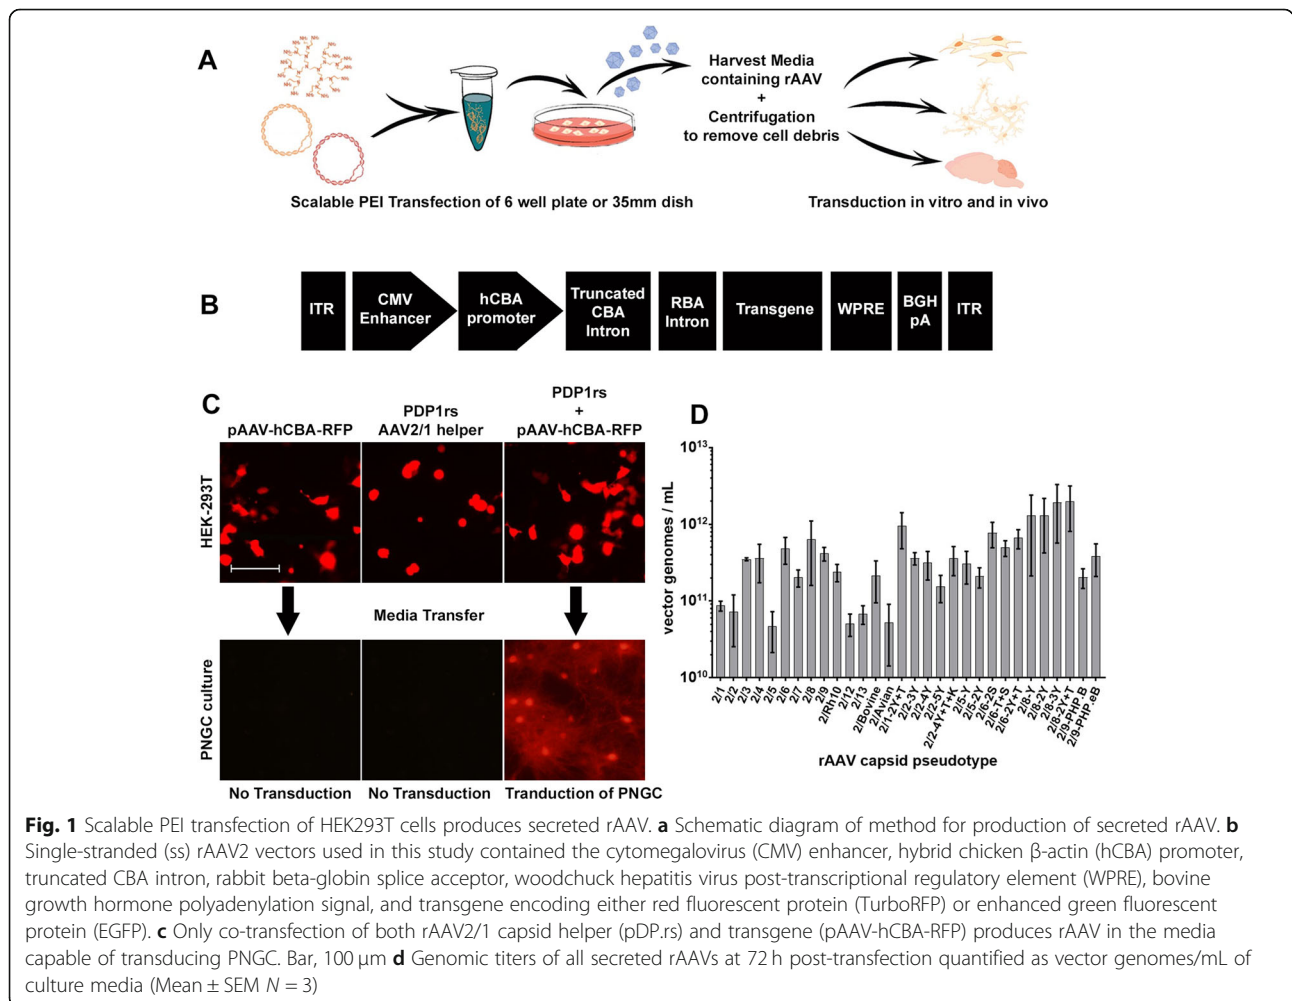 A
Harvest Media
containing rAAV
+
Centrifugation
to remove cell debris
Scalable PEI Transfection of 6 well plate or 35mm dish
Transduction in vitro and in vivo
B
ITR
CMV
Enhancer
hCBA
promoter
Truncated
CBA
Intron
RBA
Intron
Transgene
WPRE
BGH
pA
ITR
C
pAAV-hCBA-RFP
PDP1rs
AAV2/1 helper
PDP1rs
+
pAAV-hCBA-RFP
HEK-293T
Media Transfer
PNGC culture
No Transduction
No Transduction
Tranduction of PNGC
D
vector genomes / mL
10¹³
10¹²
10¹¹
10¹⁰
2/1
2/2
2/3
2/4
2/5
2/6
2/7
2/8
2/9
2/Rh10
2/12
2/13
2/Bovine
2/Avian
2/1-2Y+T
2/2-3Y
2/2-4Y
2/2-5Y
2/2-4Y+T+K
2/5-Y
2/5-2Y
2/6-2S
2/6-T+S
2/6-2Y+T
2/8-Y
2/8-2Y
2/8-3Y
2/8-2Y+T
2/9-PHP.B
2/9-PHP.eB
rAAV capsid pseudotype
Fig. 1 Scalable PEI transfection of HEK293T cells produces secreted rAAV. a Schematic diagram of method for production of secreted rAAV. b
Single-stranded (ss) rAAV2 vectors used in this study contained the cytomegalovirus (CMV) enhancer, hybrid chicken β-actin (hCBA) promoter,
truncated CBA intron, rabbit beta-globin splice acceptor, woodchuck hepatitis virus post-transcriptional regulatory element (WPRE), bovine
growth hormone polyadenylation signal, and transgene encoding either red fluorescent protein (TurboRFP) or enhanced green fluorescent
protein (EGFP). c Only co-transfection of both rAAV2/1 capsid helper (pDP.rs) and transgene (pAAV-hCBA-RFP) produces rAAV in the media
capable of transducing PNGC. Bar, 100 μm d Genomic titers of all secreted rAAVs at 72 h post-transfection quantified as vector genomes/mL of
culture media (Mean ± SEM N = 3)